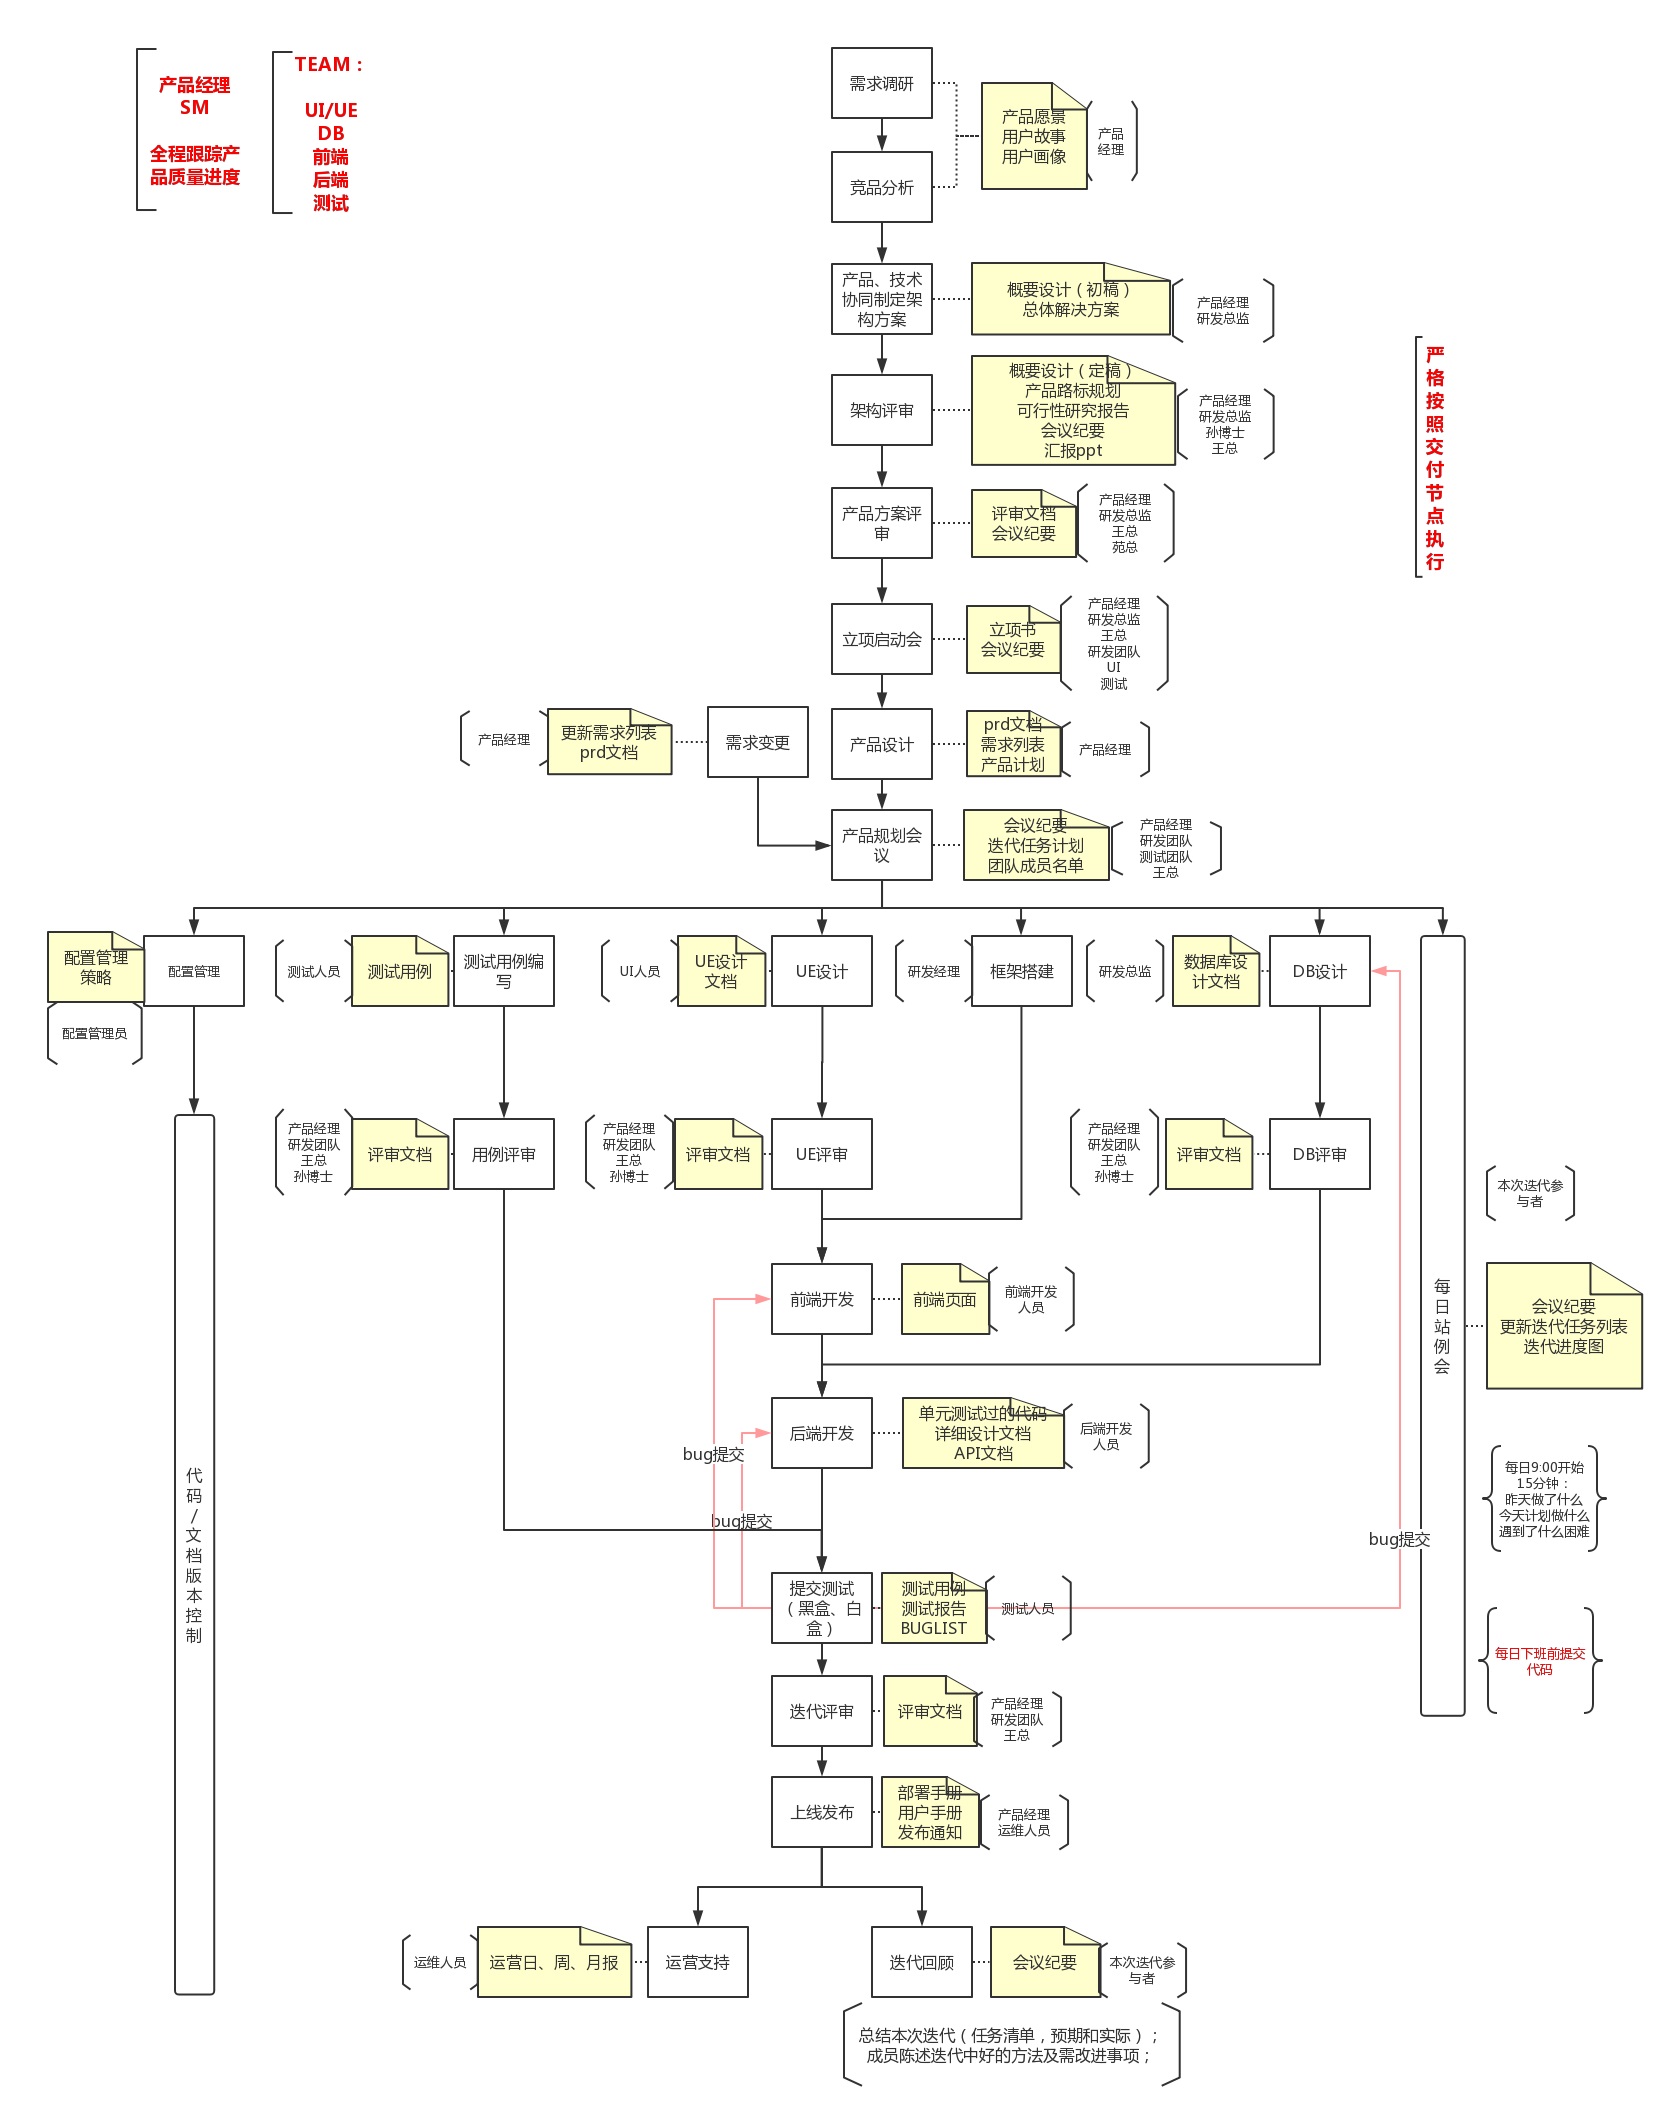 产品经理
SM
全程跟踪产
品质量进度
TEAM：
UI/UE
DB
前端
后端
测试
需求调研
产品愿景
用户故事
用户画像
产品
经理
竞品分析
产品、技术
协同制定架
构方案
概要设计（初稿）
总体解决方案
产品经理
研发总监
架构评审
概要设计（定稿）
产品路标规划
可行性研究报告
会议纪要
汇报ppt
产品经理
研发总监
孙博士
王总
严
格
按
照
交
付
节
点
执
行
产品方案评
审
评审文档
会议纪要
产品经理
研发总监
王总
苑总
立项启动会
立项书
会议纪要
产品经理
研发总监
王总
研发团队
UI
测试
产品经理
更新需求列表
prd文档
需求变更
产品设计
prd文档
需求列表
产品计划
产品经理
产品规划会
议
会议纪要
迭代任务计划
团队成员名单
产品经理
研发团队
测试团队
王总
配置管理
策略
配置管理
配置管理员
测试人员
测试用例
测试用例编
写
UI人员
UE设计
文档
UE设计
研发经理
框架搭建
研发总监
数据库设
计文档
DB设计
产品经理
研发团队
王总
孙博士
评审文档
用例评审
产品经理
研发团队
王总
孙博士
评审文档
UE评审
产品经理
研发团队
王总
孙博士
评审文档
DB评审
本次迭代参
与者
前端开发
前端页面
前端开发
人员
每
日
站
例
会
会议纪要
更新迭代任务列表
迭代进度图
后端开发
单元测试过的代码
详细设计文档
API文档
后端开发
人员
bug提交
bug提交
bug提交
每日9:00开始
15分钟：
昨天做了什么
今天计划做什么
遇到了什么困难
代
码
/
文
档
版
本
控
制
提交测试
（黑盒、白
盒）
测试用例
测试报告
BUGLIST
测试人员
每日下班前提交
代码
迭代评审
评审文档
产品经理
研发团队
王总
上线发布
部署手册
用户手册
发布通知
产品经理
运维人员
运维人员
运营日、周、月报
运营支持
迭代回顾
会议纪要
本次迭代参
与者
总结本次迭代（任务清单，预期和实际）；
成员陈述迭代中好的方法及需改进事项；